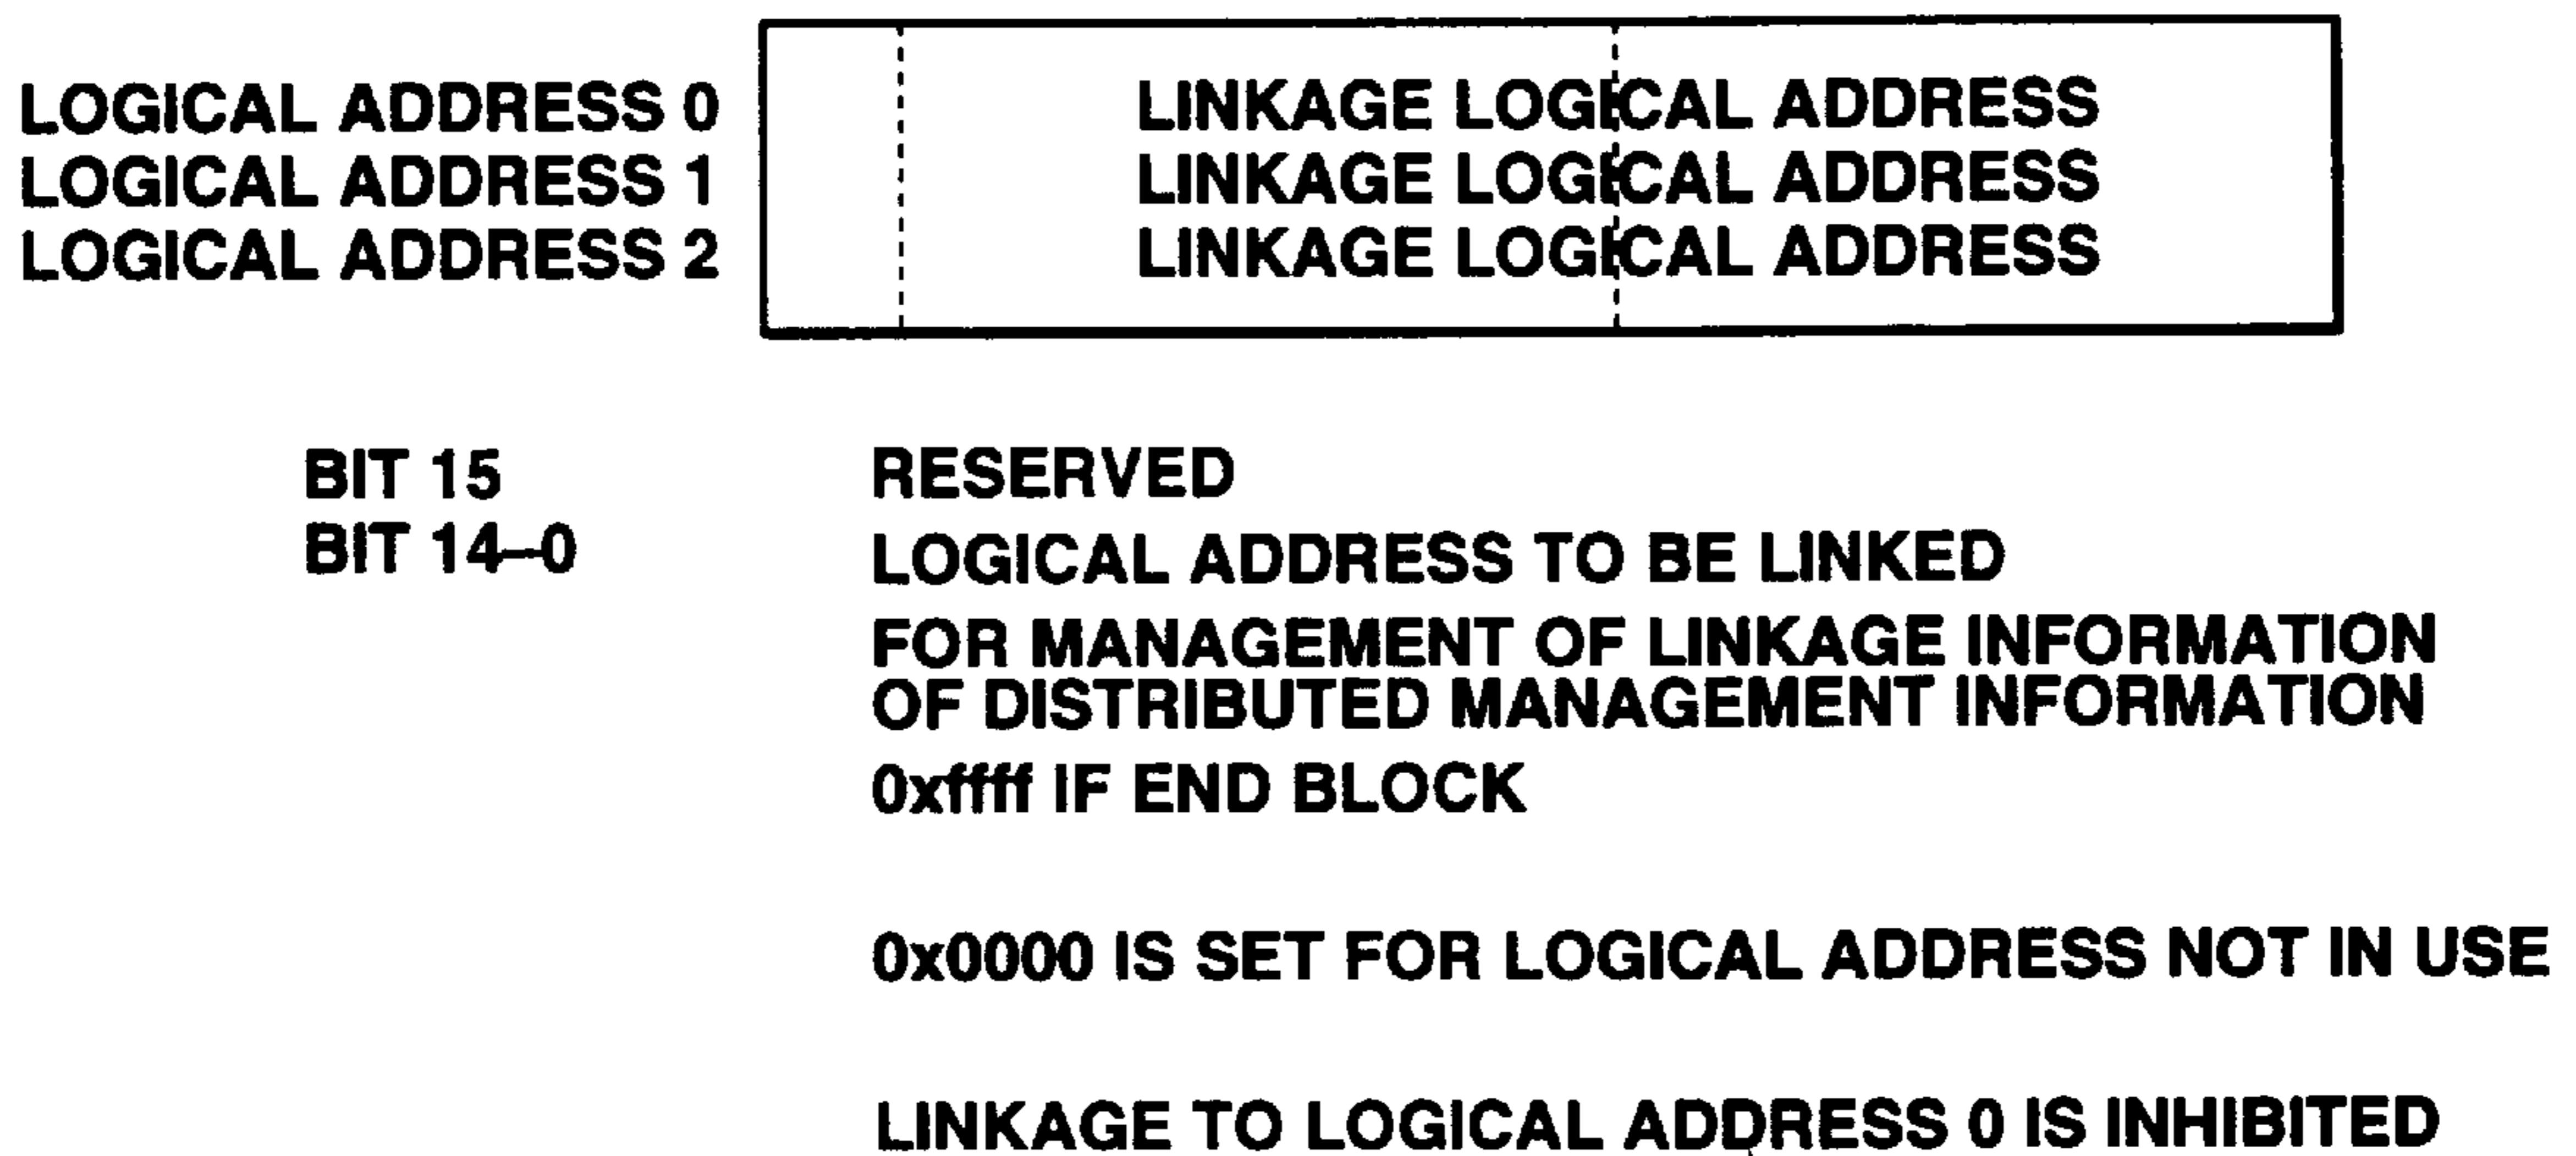 LOGICAL ADDRESS 0 LINKAGE LOGICAL ADDRESS
LOGICAL ADDRESS 1 LINKAGE LOGICAL ADDRESS
LOGICAL ADDRESS 2 LINKAGE LOGICAL ADDRESS
BIT 15 RESERVED
BIT 14–0 LOGICAL ADDRESS TO BE LINKED
FOR MANAGEMENT OF LINKAGE INFORMATION
OF DISTRIBUTED MANAGEMENT INFORMATION
0xffff IF END BLOCK
0x0000 IS SET FOR LOGICAL ADDRESS NOT IN USE
LINKAGE TO LOGICAL ADDRESS 0 IS INHIBITED